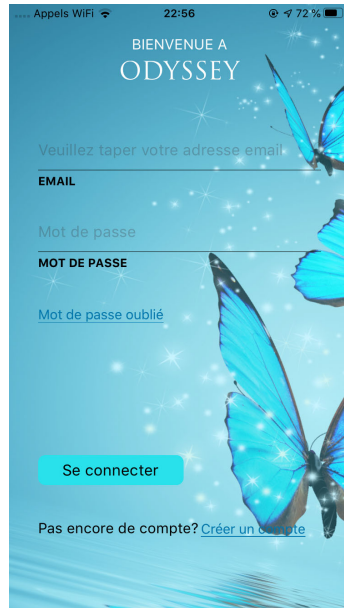 Appels WiFi 22:56 72 %
BIENVENUE A
ODYSSEY
Veuillez taper votre adresse email
EMAIL
Mot de passe
MOT DE PASSE
Mot de passe oublié
Se connecter
Pas encore de compte? Créer un compte